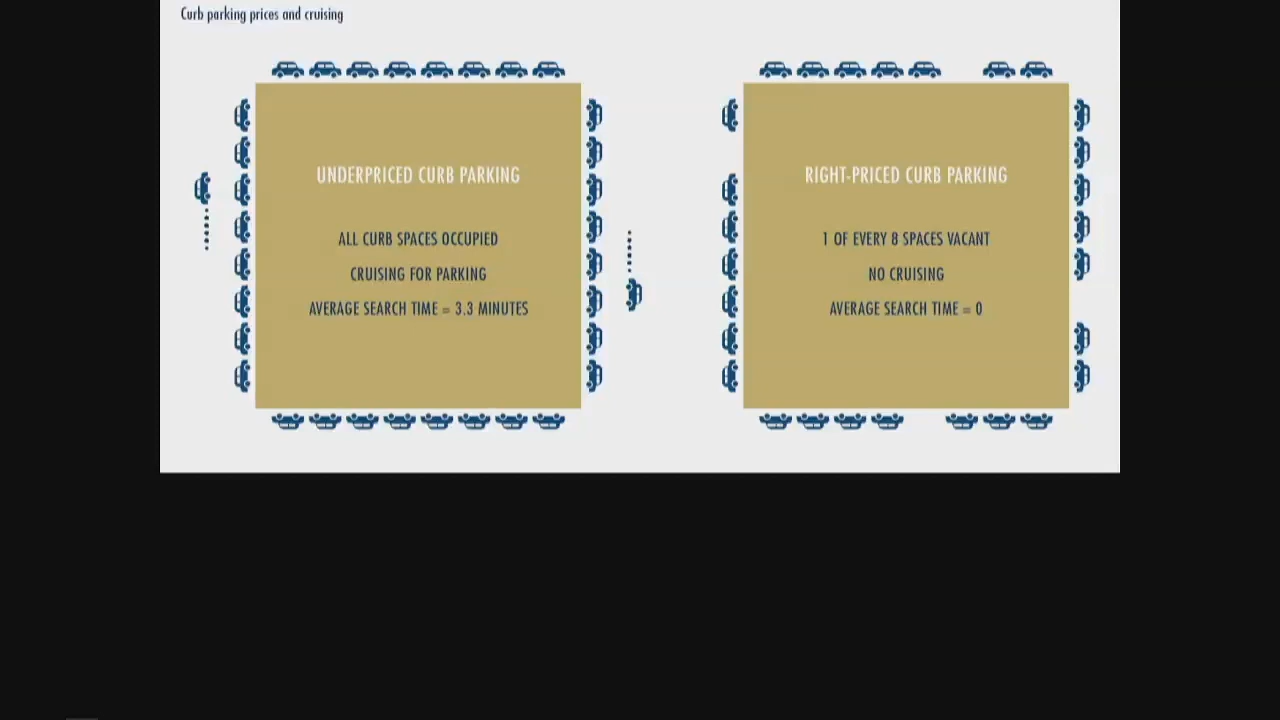 Curb parking prices and cruising
UNDERPRICED CURB PARKING
ALL CURB SPACES OCCUPIED
CRUISING FOR PARKING
AVERAGE SEARCH TIME = 3.3 MINUTES
RIGHT-PRICED CURB PARKING
1 OF EVERY 8 SPACES VACANT
NO CRUISING
AVERAGE SEARCH TIME = 0